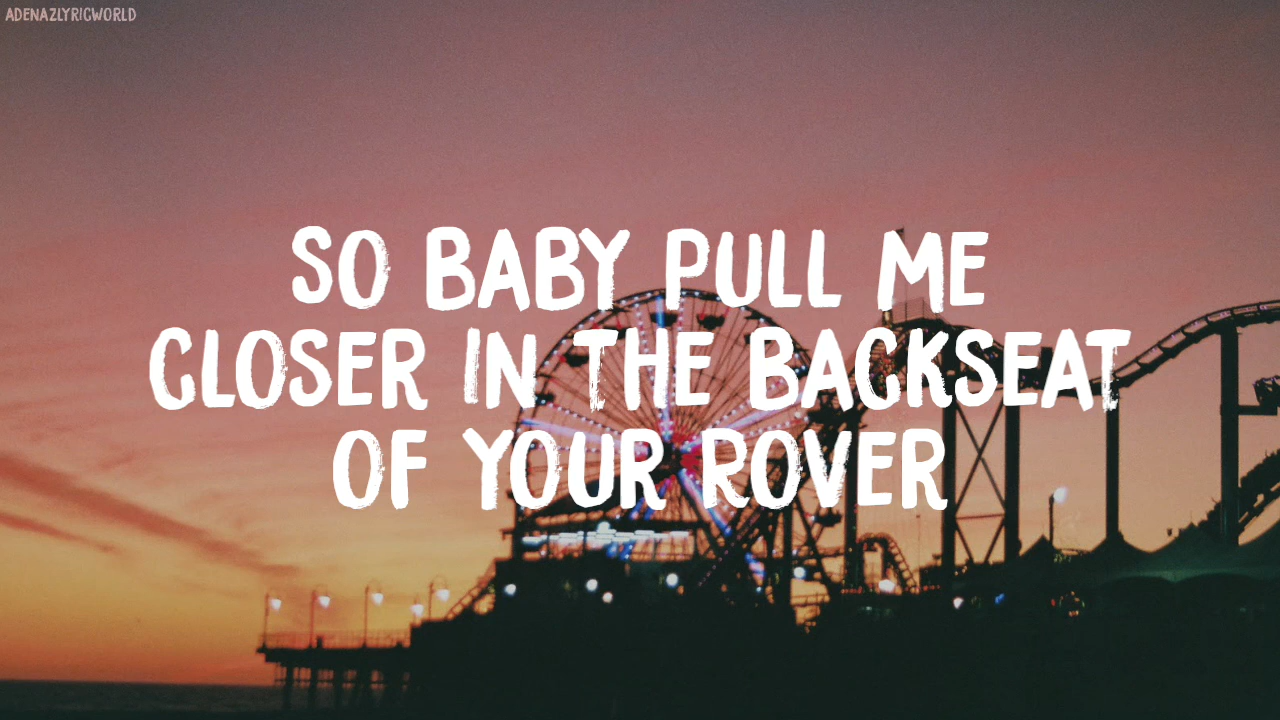 ADENAZLYRICWORLD
SO BABY PULL ME
CLOSER IN THE BACKSEAT
OF YOUR ROVER